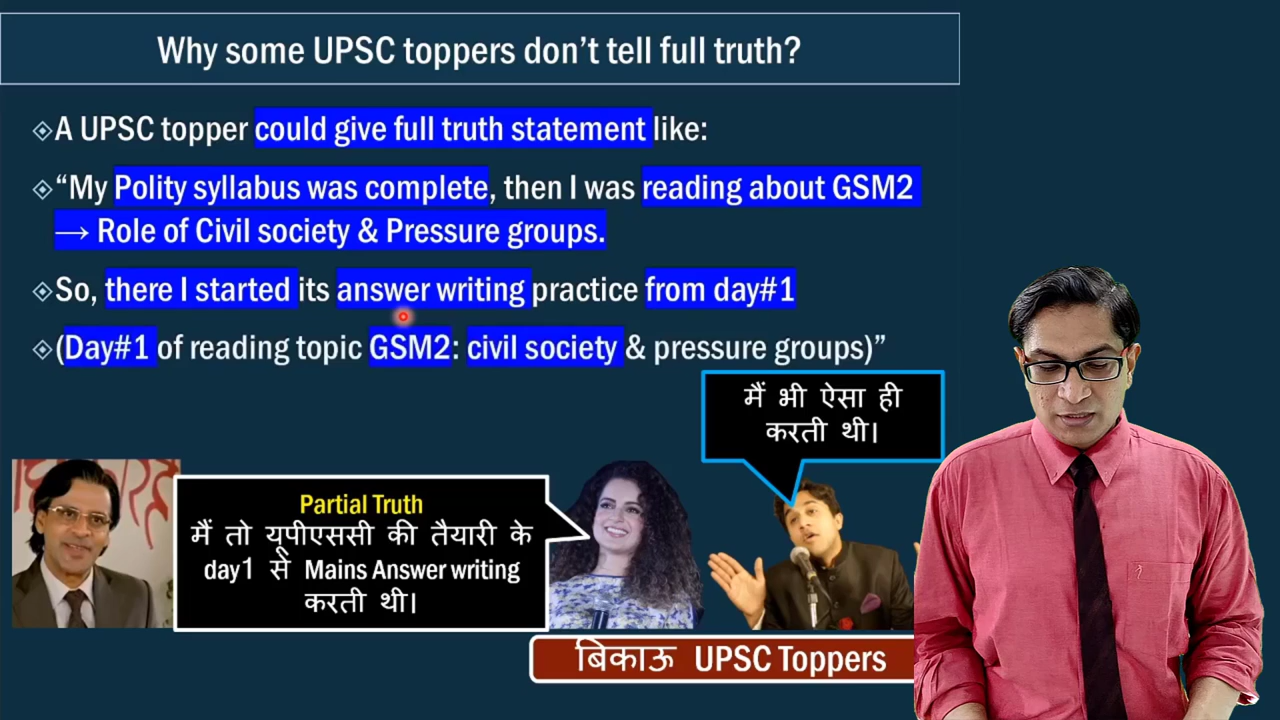 Why some UPSC toppers don’t tell full truth?
A UPSC topper could give full truth statement like:
“My Polity syllabus was complete, then I was reading about GSM2
→ Role of Civil society & Pressure groups.
So, there I started its answer writing practice from day#1
(Day#1 of reading topic GSM2: civil society & pressure groups)”
मैं भी ऐसा ही
करती थी।
Partial Truth
मैं तो यूपीएससी की तैयारी के
day1 से Mains Answer writing
करती थी।
बिकाऊ UPSC Toppers